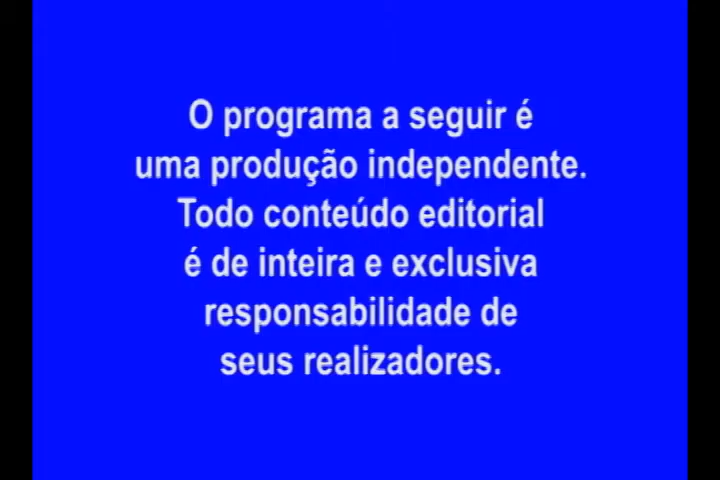 O programa a seguir é
uma produção independente.
Todo conteúdo editorial
é de inteira e exclusiva
responsabilidade de
seus realizadores.